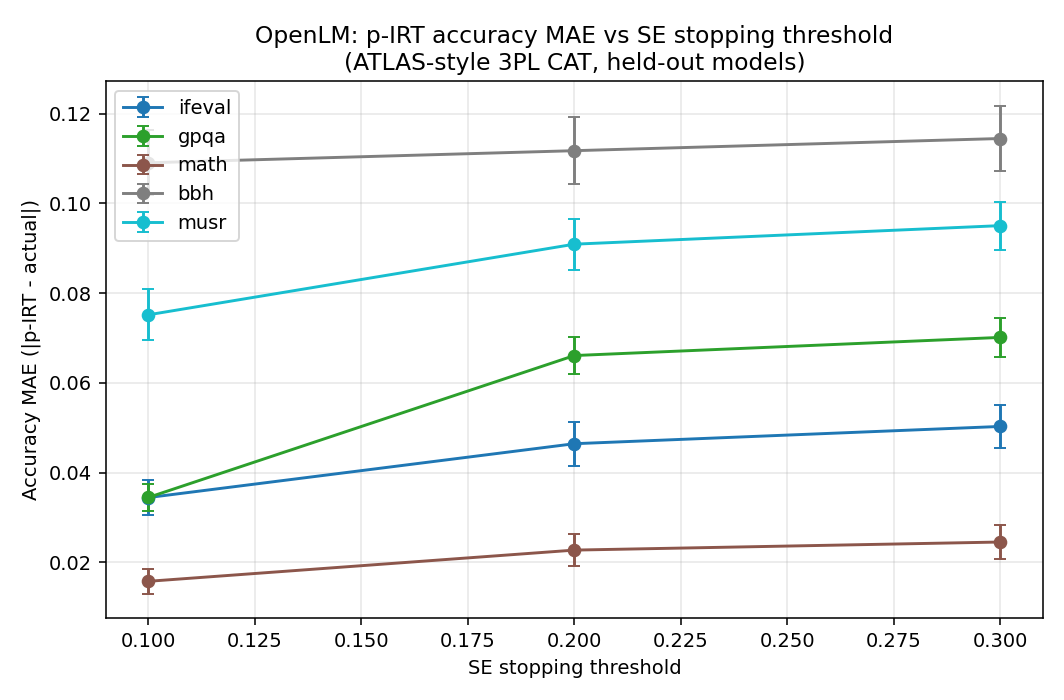 OpenLM: p-IRT accuracy MAE vs SE stopping threshold
(ATLAS-style 3PL CAT, held-out models)
ifeval
gpqa
math
bbh
musr
Accuracy MAE (|p-IRT - actual|)
0.12
0.10
0.08
0.06
0.04
0.02
0.100 0.125 0.150 0.175 0.200 0.225 0.250 0.275 0.300
SE stopping threshold